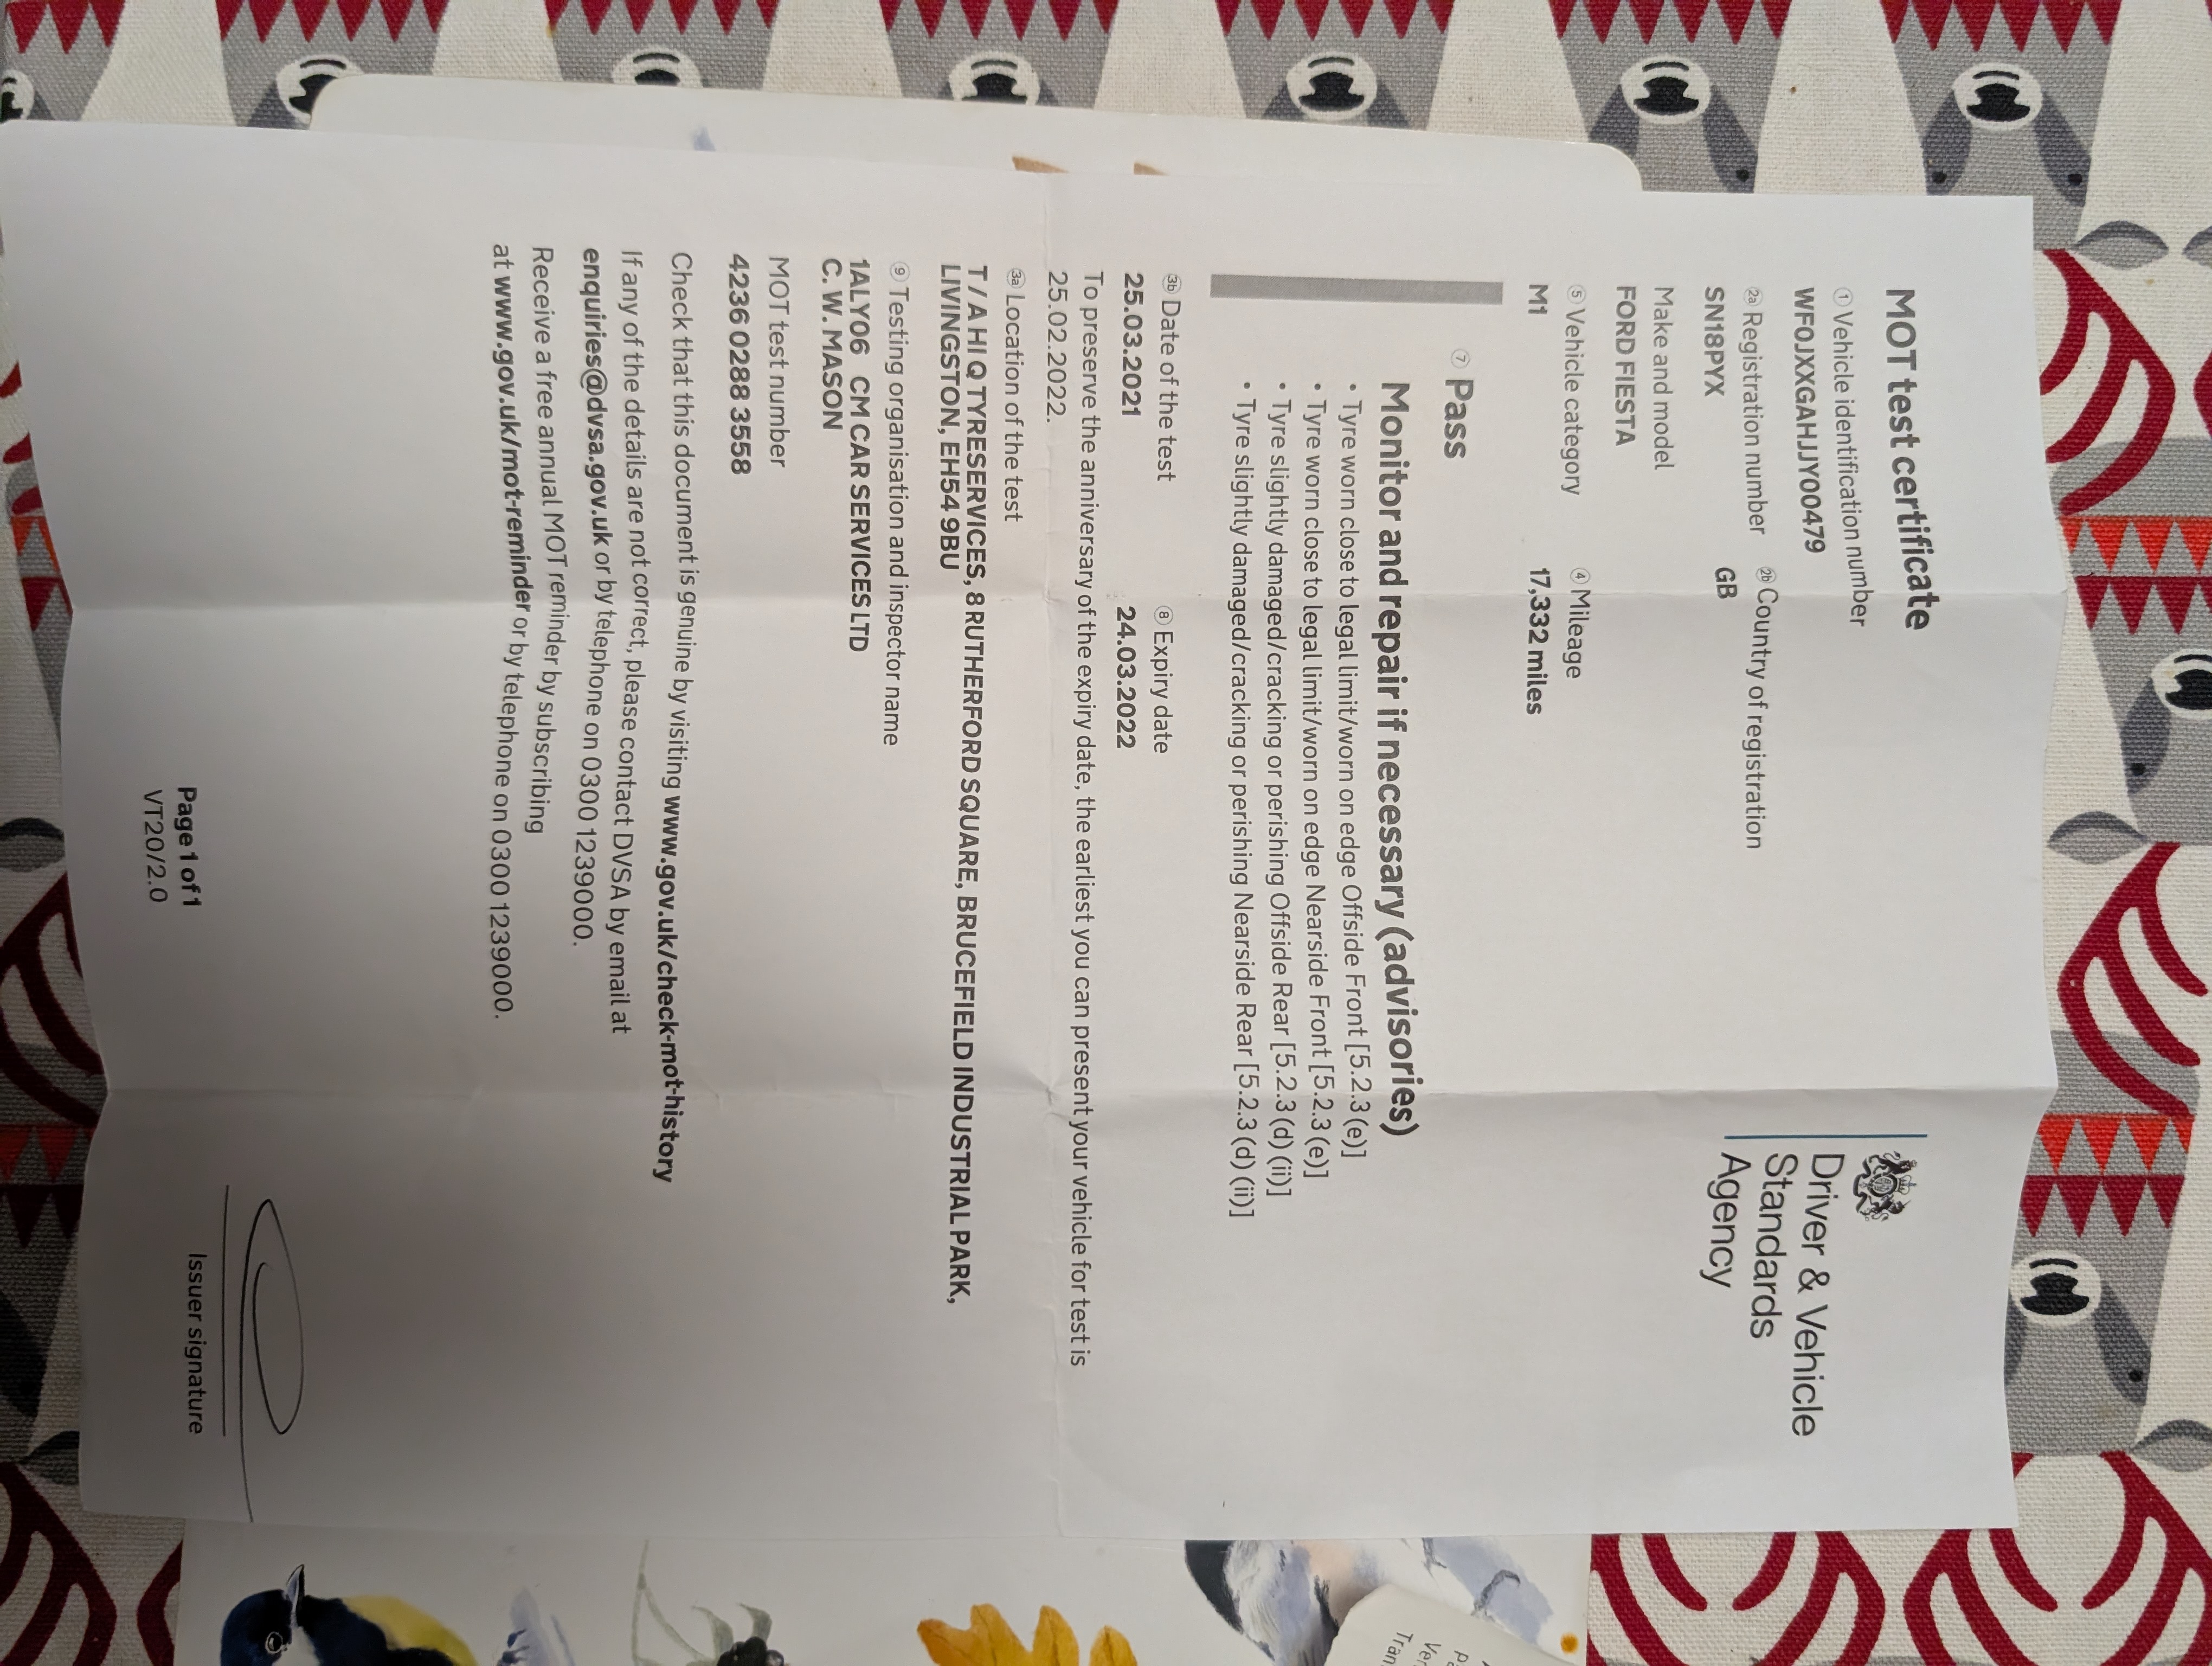 MOT test certificate
Driver & Vehicle
Standards
Agency
1 Vehicle identification number
WF0JXXGAHJJY00479
2a Registration number
SN18PYX
2b Country of registration
GB
Make and model
FORD FIESTA
5 Vehicle category
M1
4 Mileage
17,332 miles
7 Pass
Monitor and repair if necessary (advisories)
• Tyre worn close to legal limit/worn on edge Offside Front [5.2.3 (e)]
• Tyre worn close to legal limit/worn on edge Nearside Front [5.2.3 (e)]
• Tyre slightly damaged/cracking or perishing Offside Rear [5.2.3 (d) (ii)]
• Tyre slightly damaged/cracking or perishing Nearside Rear [5.2.3 (d) (ii)]
3b Date of the test
25.03.2021
8 Expiry date
24.03.2022
To preserve the anniversary of the expiry date, the earliest you can present your vehicle for test is
25.02.2022.
3a Location of the test
T / A H I Q TYRESERVICES, 8 RUTHERFORD SQUARE, BRUCEFIELD INDUSTRIAL PARK,
LIVINGSTON, EH54 9BU
9 Testing organisation and inspector name
1ALY06 CM CAR SERVICES LTD
C. W. MASON
MOT test number
4236 0288 3558
Check that this document is genuine by visiting www.gov.uk/check-mot-history
If any of the details are not correct, please contact DVSA by email at
enquiries@dvsa.gov.uk or by telephone on 0300 1239000.
Receive a free annual MOT reminder by subscribing
at www.gov.uk/mot-reminder or by telephone on 0300 1239000.
Page 1 of 1
VT20/2.0
Issuer signature